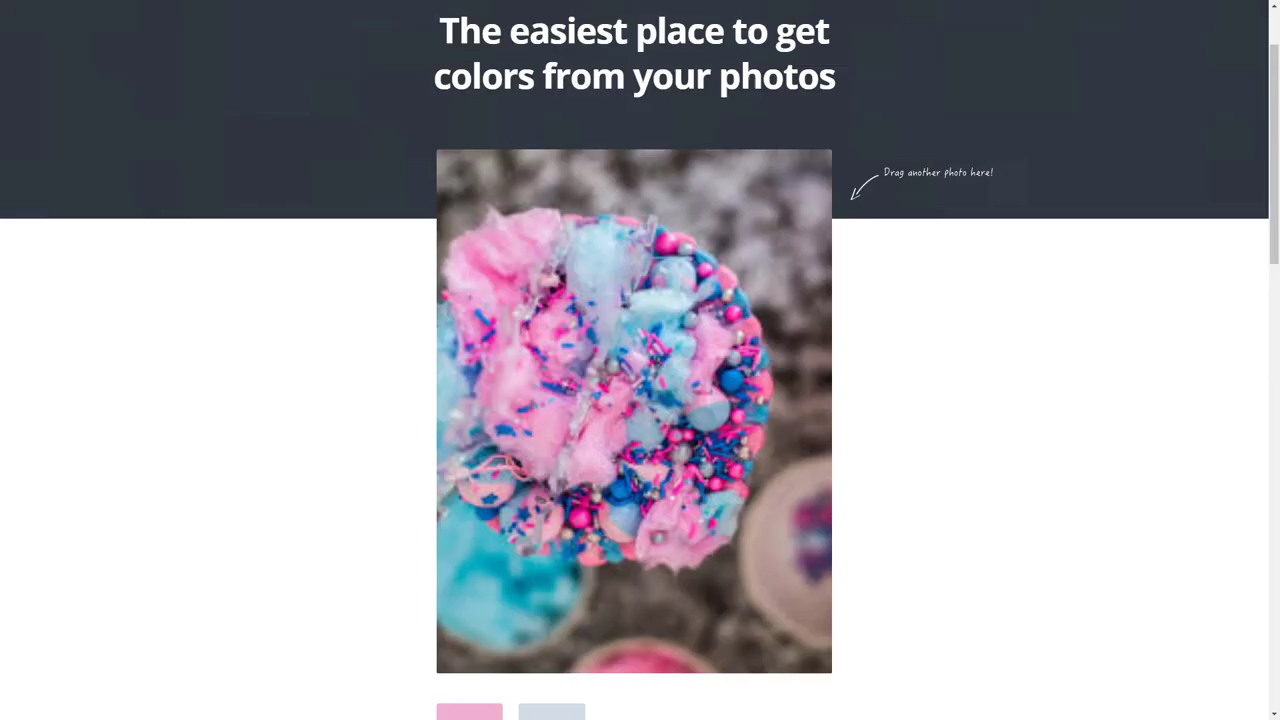 The easiest place to get
colors from your photos
Drag another photo here!